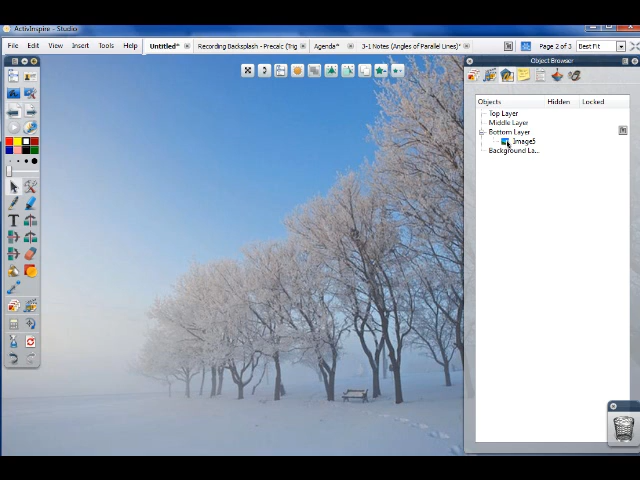 ActivInspire - Studio
File Edit View Insert Tools Help Untitled* Recording Backsplash - Precalc (Trig Agenda* 3-1 Notes (Angles of Parallel Lines)* Page 2 of 3 Best Fit
Object Browser
Objects Hidden Locked
Top Layer
Middle Layer
Bottom Layer
Image5
Background La...
T